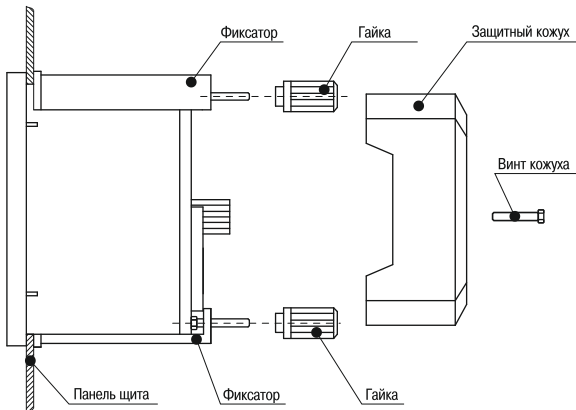 Фиксатор
Гайка
Защитный кожух
Винт кожуха
Панель щита
Фиксатор
Гайка